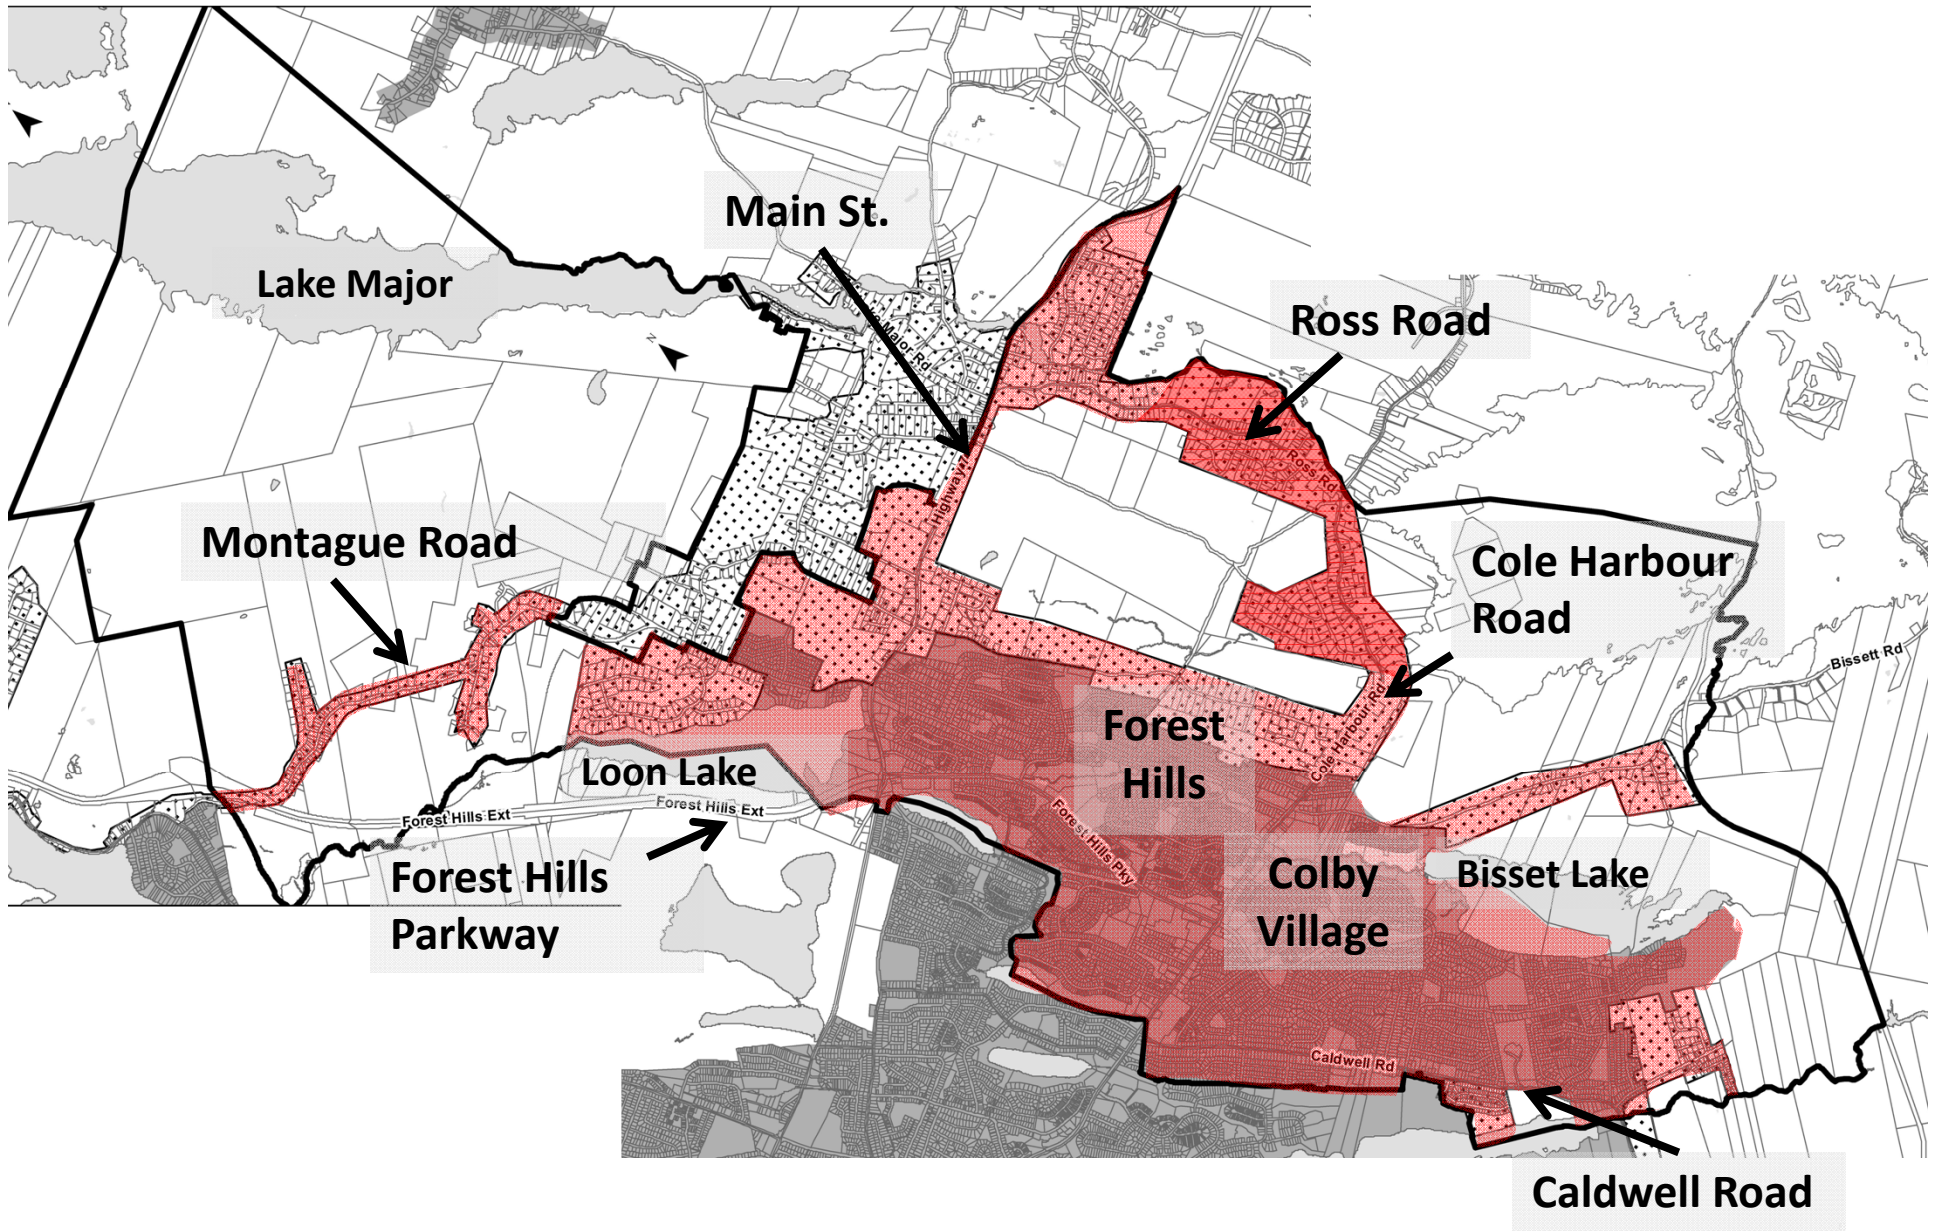 Main St.
Lake Major
Ross Road
N
Major Rd
Ross Rd
Highway 7
Montague Road
Cole Harbour
Road
Bissett Rd
Cole Harbour Rd
Forest
Hills
Loon Lake
Forest Hills Ext
Forest Hills Ext
Forest Hills Pky
Forest Hills
Parkway
Colby
Village
Bisset Lake
Caldwell Rd
Caldwell Road